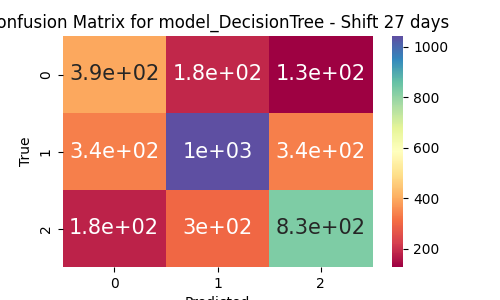 onfusion Matrix for model_DecisionTree - Shift 27 days
0 3.9e+02 1.8e+02 1.3e+02
1 3.4e+02 1e+03 3.4e+02
2 1.8e+02 3e+02 8.3e+02
True
0 1 2
Predicted
1000
800
600
400
200